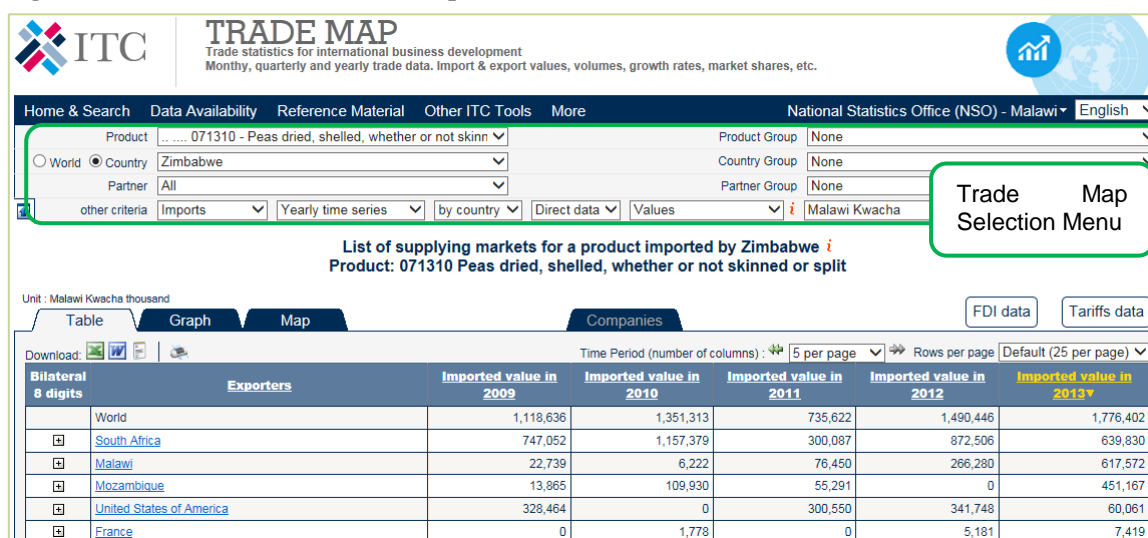 ITC
TRADE MAP
Trade statistics for international business development
Monthy, quarterly and yearly trade data. Import & export values, volumes, growth rates, market shares, etc.
Home & Search Data Availability Reference Material Other ITC Tools More National Statistics Office (NSO) - Malawi English
Product .. .... 071310 - Peas dried, shelled, whether or not skinn Product Group None
World Country Zimbabwe Country Group None
Partner All Partner Group None
other criteria Imports Yearly time series by country Direct data Values i Malawi Kwacha
Trade Map
Selection Menu
List of supplying markets for a product imported by Zimbabwe i
Product: 071310 Peas dried, shelled, whether or not skinned or split
Unit : Malawi Kwacha thousand
FDI data Tariffs data
Table Graph Map Companies
Download: Time Period (number of columns) : 5 per page Rows per page Default (25 per page)
Bilateral 8 digits Exporters Imported value in 2009 Imported value in 2010 Imported value in 2011 Imported value in 2012 Imported value in 2013
World 1,118,636 1,351,313 735,622 1,490,446 1,776,402
South Africa 747,052 1,157,379 300,087 872,506 639,830
Malawi 22,739 6,222 76,450 266,280 617,572
Mozambique 13,865 109,930 55,291 0 451,167
United States of America 328,464 0 300,550 341,748 60,061
France 0 1,778 0 5,181 7,419